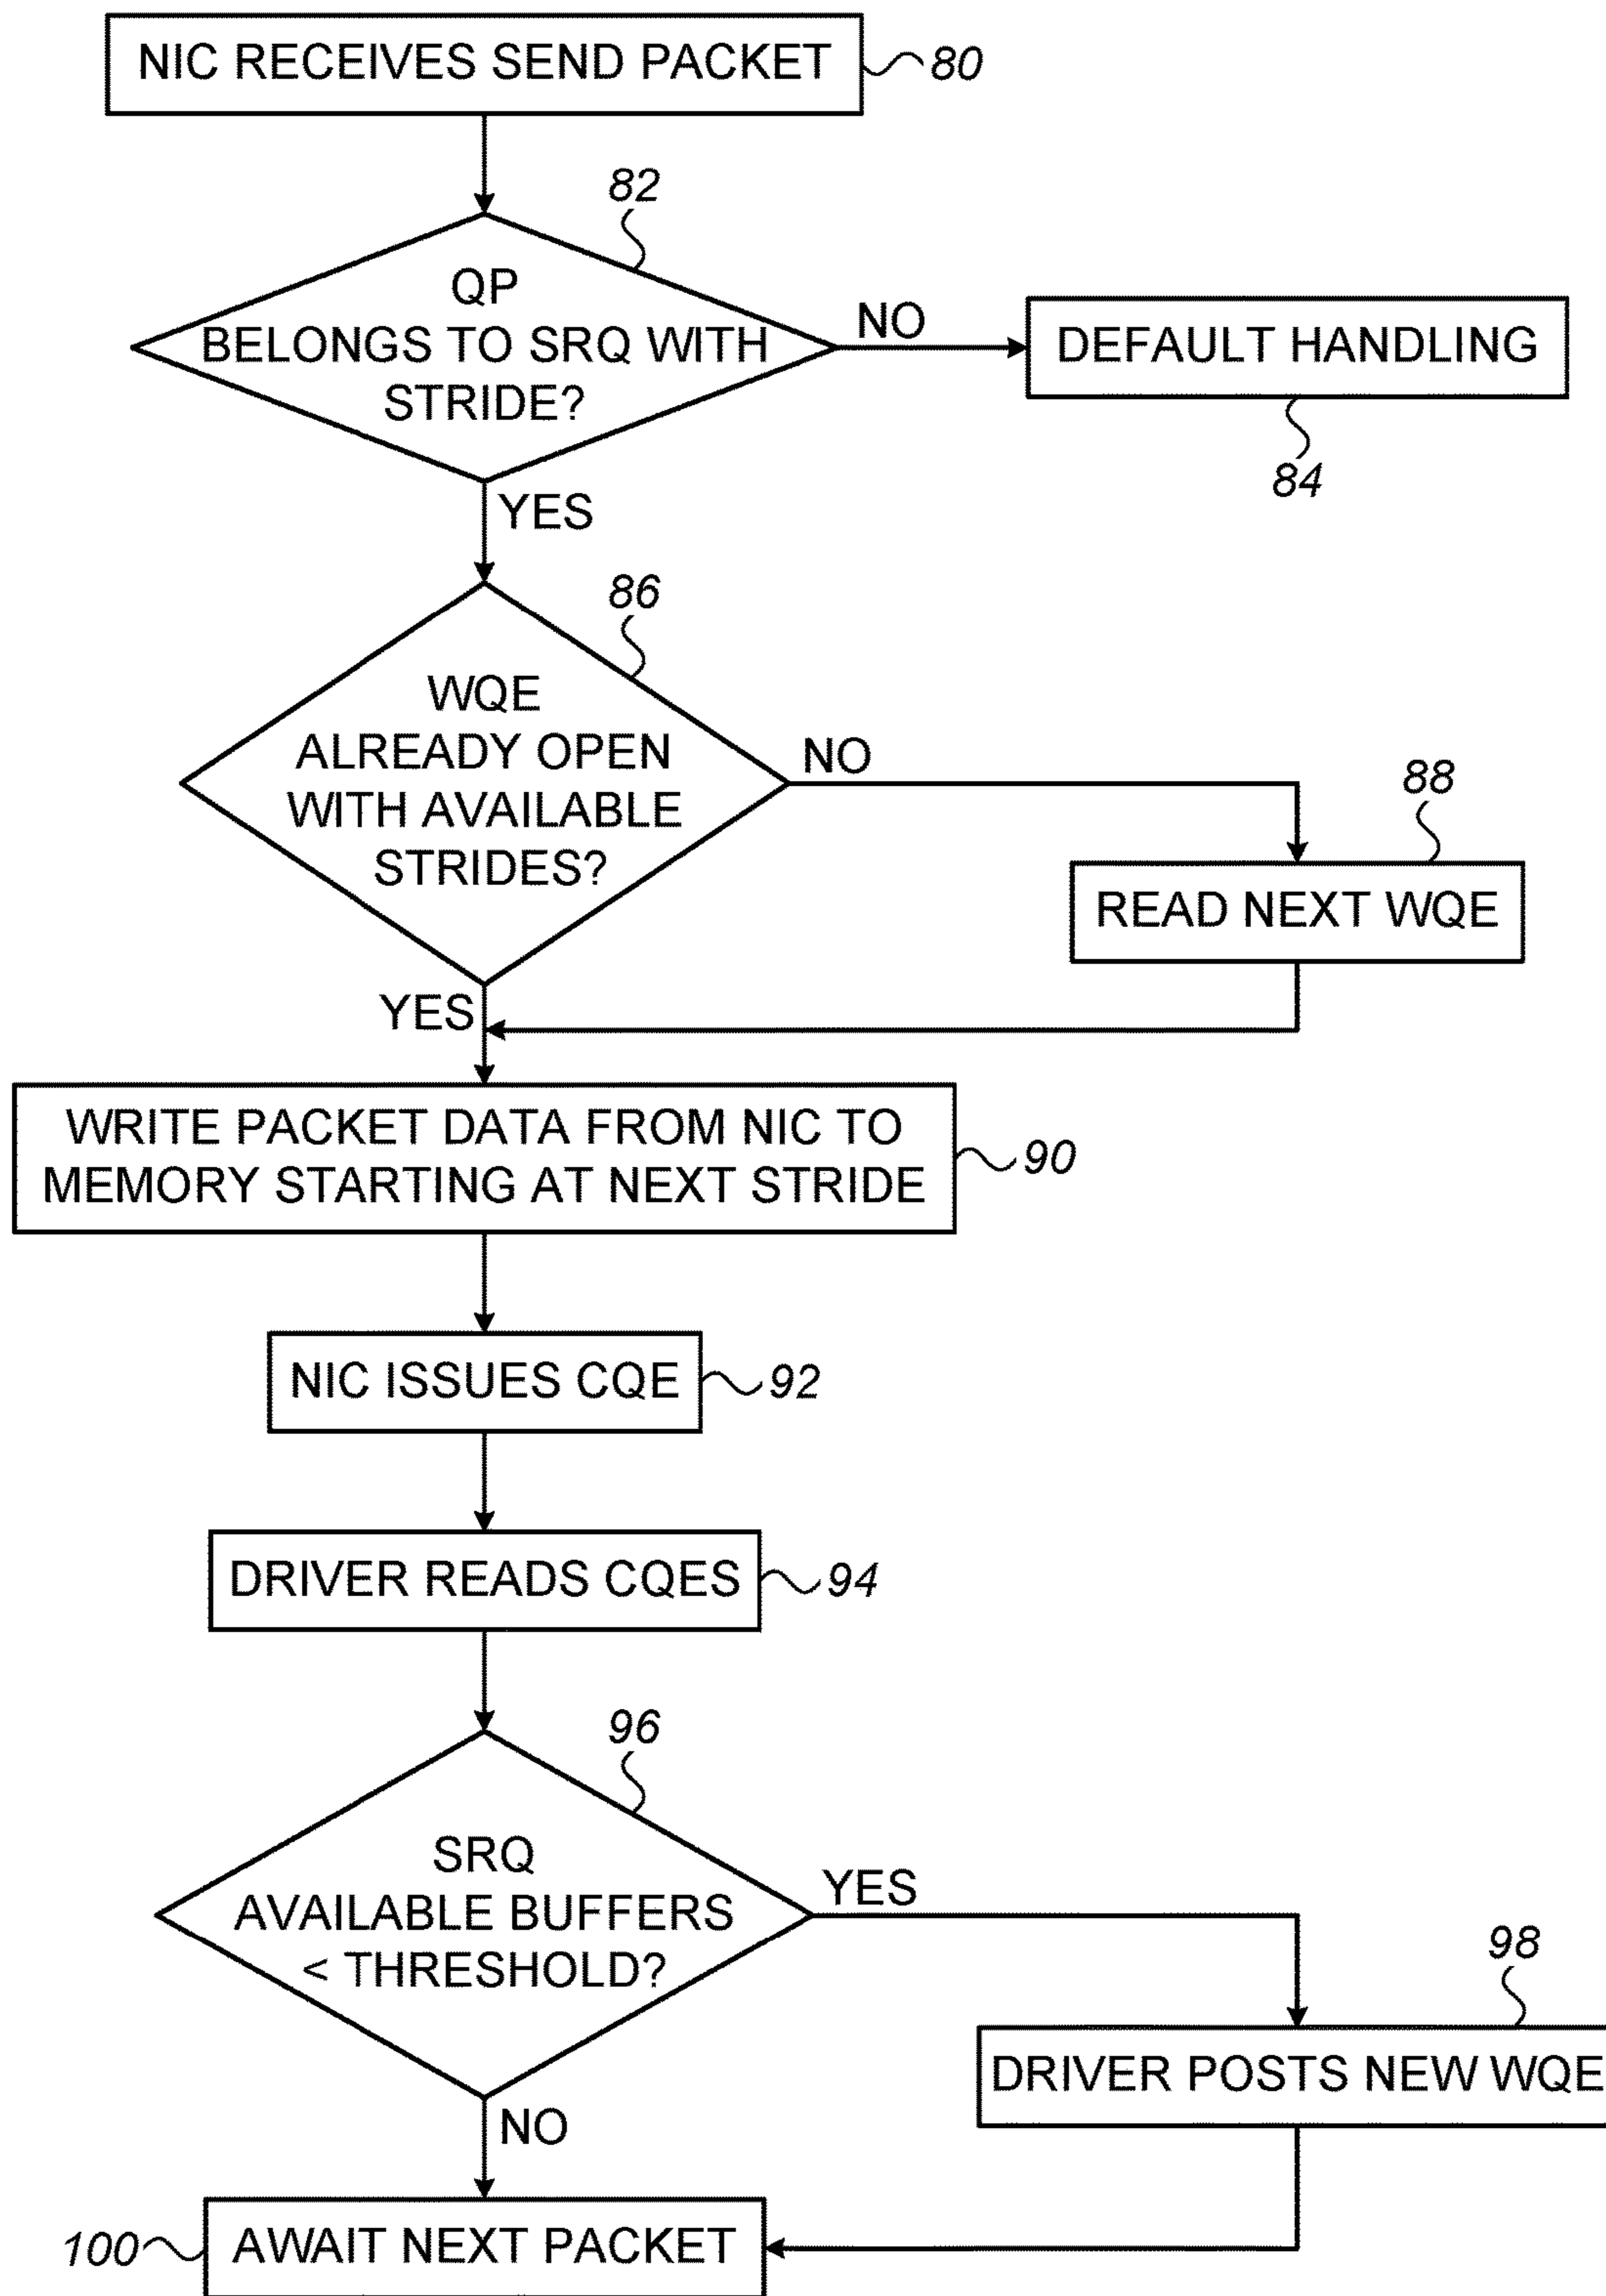 NIC RECEIVES SEND PACKET
80
82
QP
BELONGS TO SRQ WITH
STRIDE?
NO
DEFAULT HANDLING
84
YES
86
WQE
ALREADY OPEN
WITH AVAILABLE
STRIDES?
NO
88
READ NEXT WQE
YES
WRITE PACKET DATA FROM NIC TO
MEMORY STARTING AT NEXT STRIDE
90
NIC ISSUES CQE
92
DRIVER READS CQES
94
96
SRQ
AVAILABLE BUFFERS
< THRESHOLD?
YES
98
DRIVER POSTS NEW WQE
NO
100
AWAIT NEXT PACKET